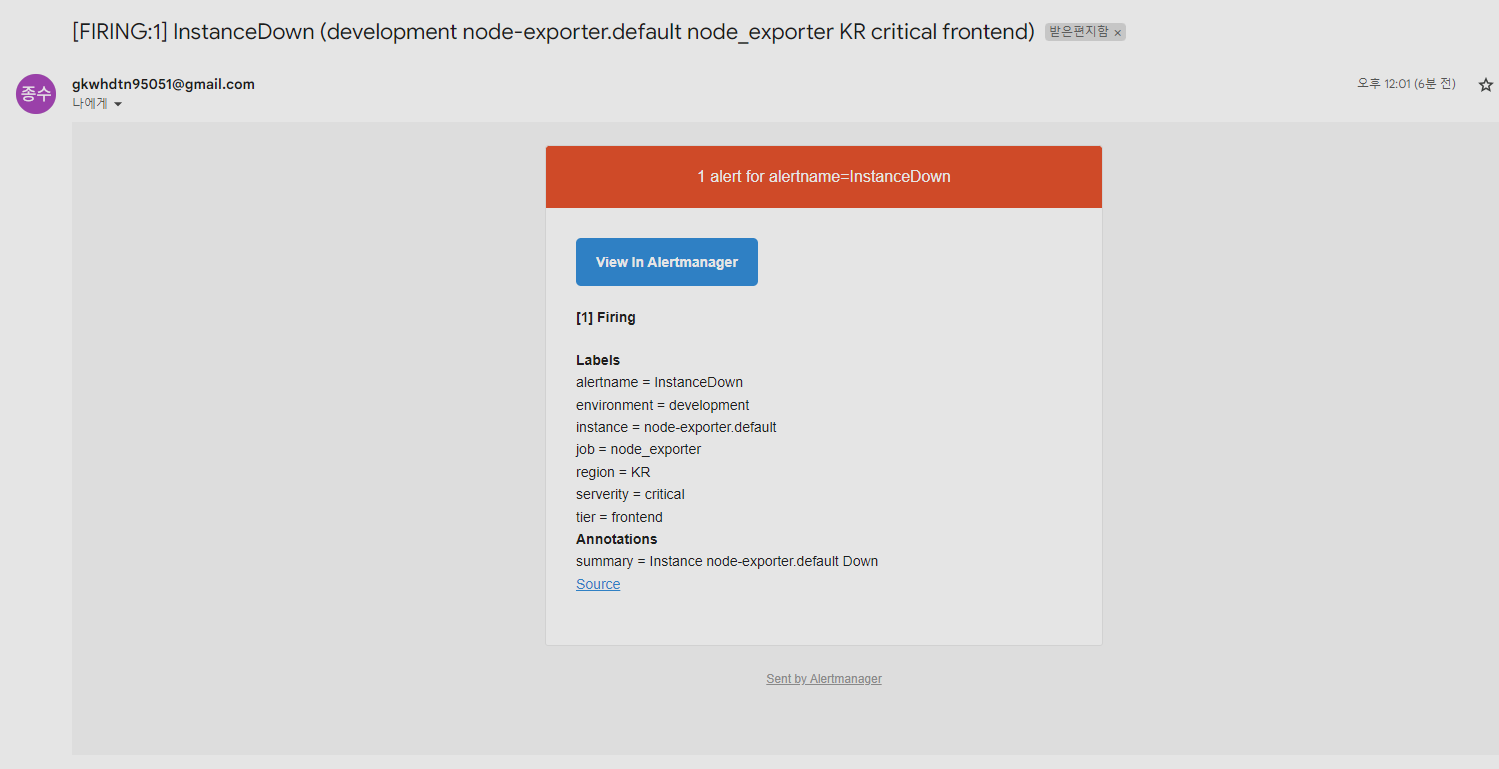 [FIRING:1] InstanceDown (development node-exporter.default node_exporter KR critical frontend) 받은편지함 ×
종수
gkwhdtn95051@gmail.com
오후 12:01 (6분 전)
나에게
1 alert for alertname=InstanceDown
View In Alertmanager
[1] Firing
Labels
alertname = InstanceDown
environment = development
instance = node-exporter.default
job = node_exporter
region = KR
serverity = critical
tier = frontend
Annotations
summary = Instance node-exporter.default Down
Source
Sent by Alertmanager